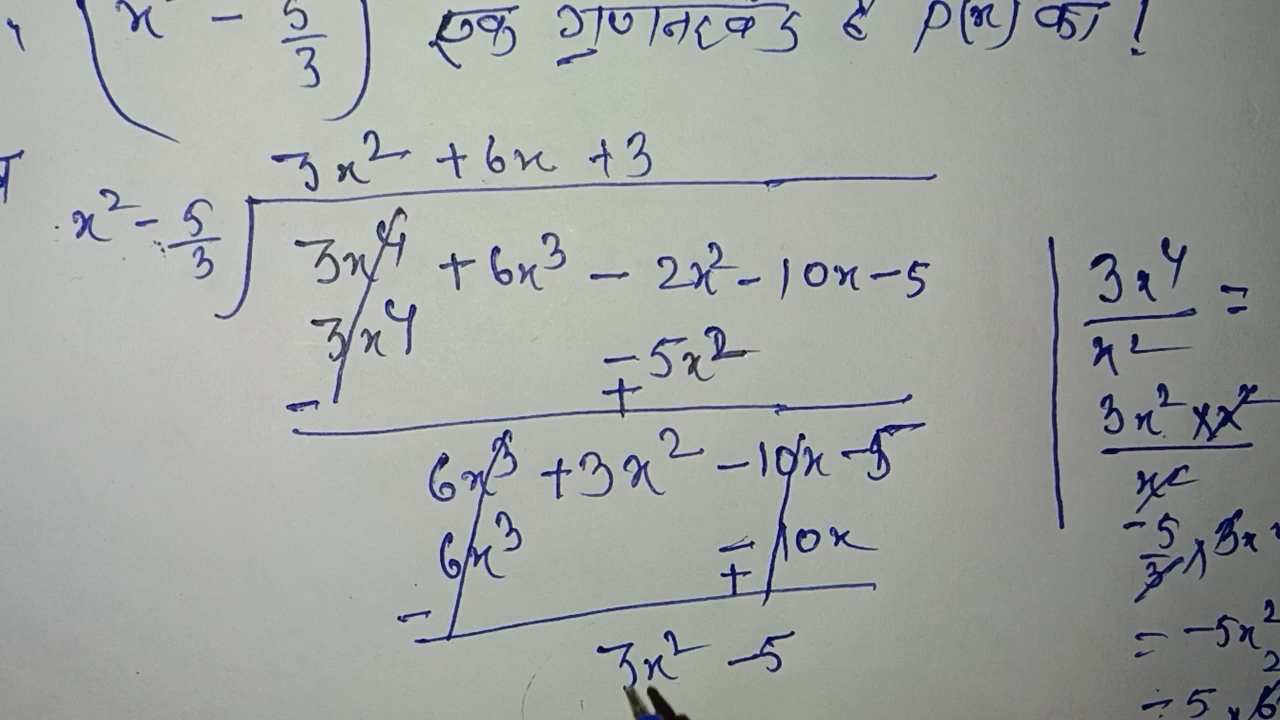 (x² - 5/3) एक गुणनखंड है p(x) का !
3x² + 6x + 3
x² - 5/3 ) 3x⁴ + 6x³ - 2x² - 10x - 5
3x⁴ - 5x²
- +
6x³ + 3x² - 10x - 5
6x³ - 10x
- +
3x² - 5
3x⁴/x² =
3x² × x²/x²
-5/3 × 3x²
= -5x²